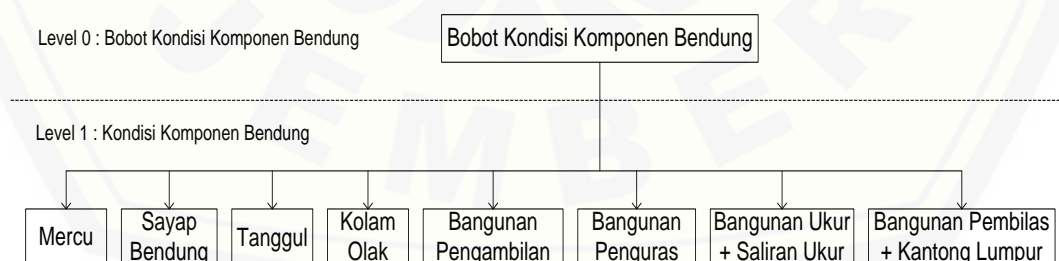 Level 0 : Bobot Kondisi Komponen Bendung
Bobot Kondisi Komponen Bendung
Level 1 : Kondisi Komponen Bendung
Mercu
Sayap
Bendung
Tanggul
Kolam
Olak
Bangunan
Pengambilan
Bangunan
Penguras
Bangunan Ukur
+ Saliran Ukur
Bangunan Pembilas
+ Kantong Lumpur
JEMBER